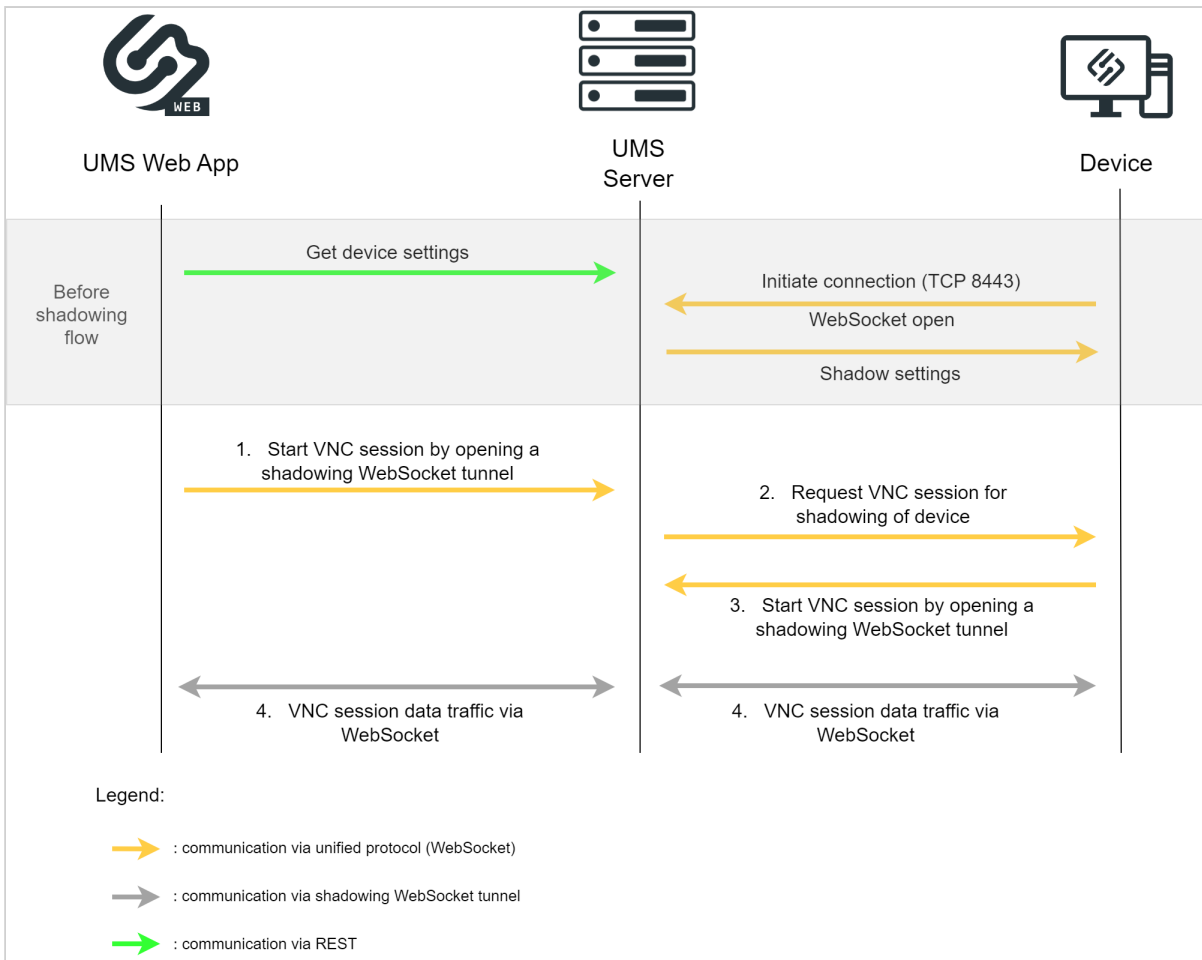 WEB
UMS Web App
UMS
Server
Device
Before
shadowing
flow
Get device settings
Initiate connection (TCP 8443)
WebSocket open
Shadow settings
1. Start VNC session by opening a
shadowing WebSocket tunnel
2. Request VNC session for
shadowing of device
3. Start VNC session by opening a
shadowing WebSocket tunnel
4. VNC session data traffic via
WebSocket
4. VNC session data traffic via
WebSocket
Legend:
: communication via unified protocol (WebSocket)
: communication via shadowing WebSocket tunnel
: communication via REST